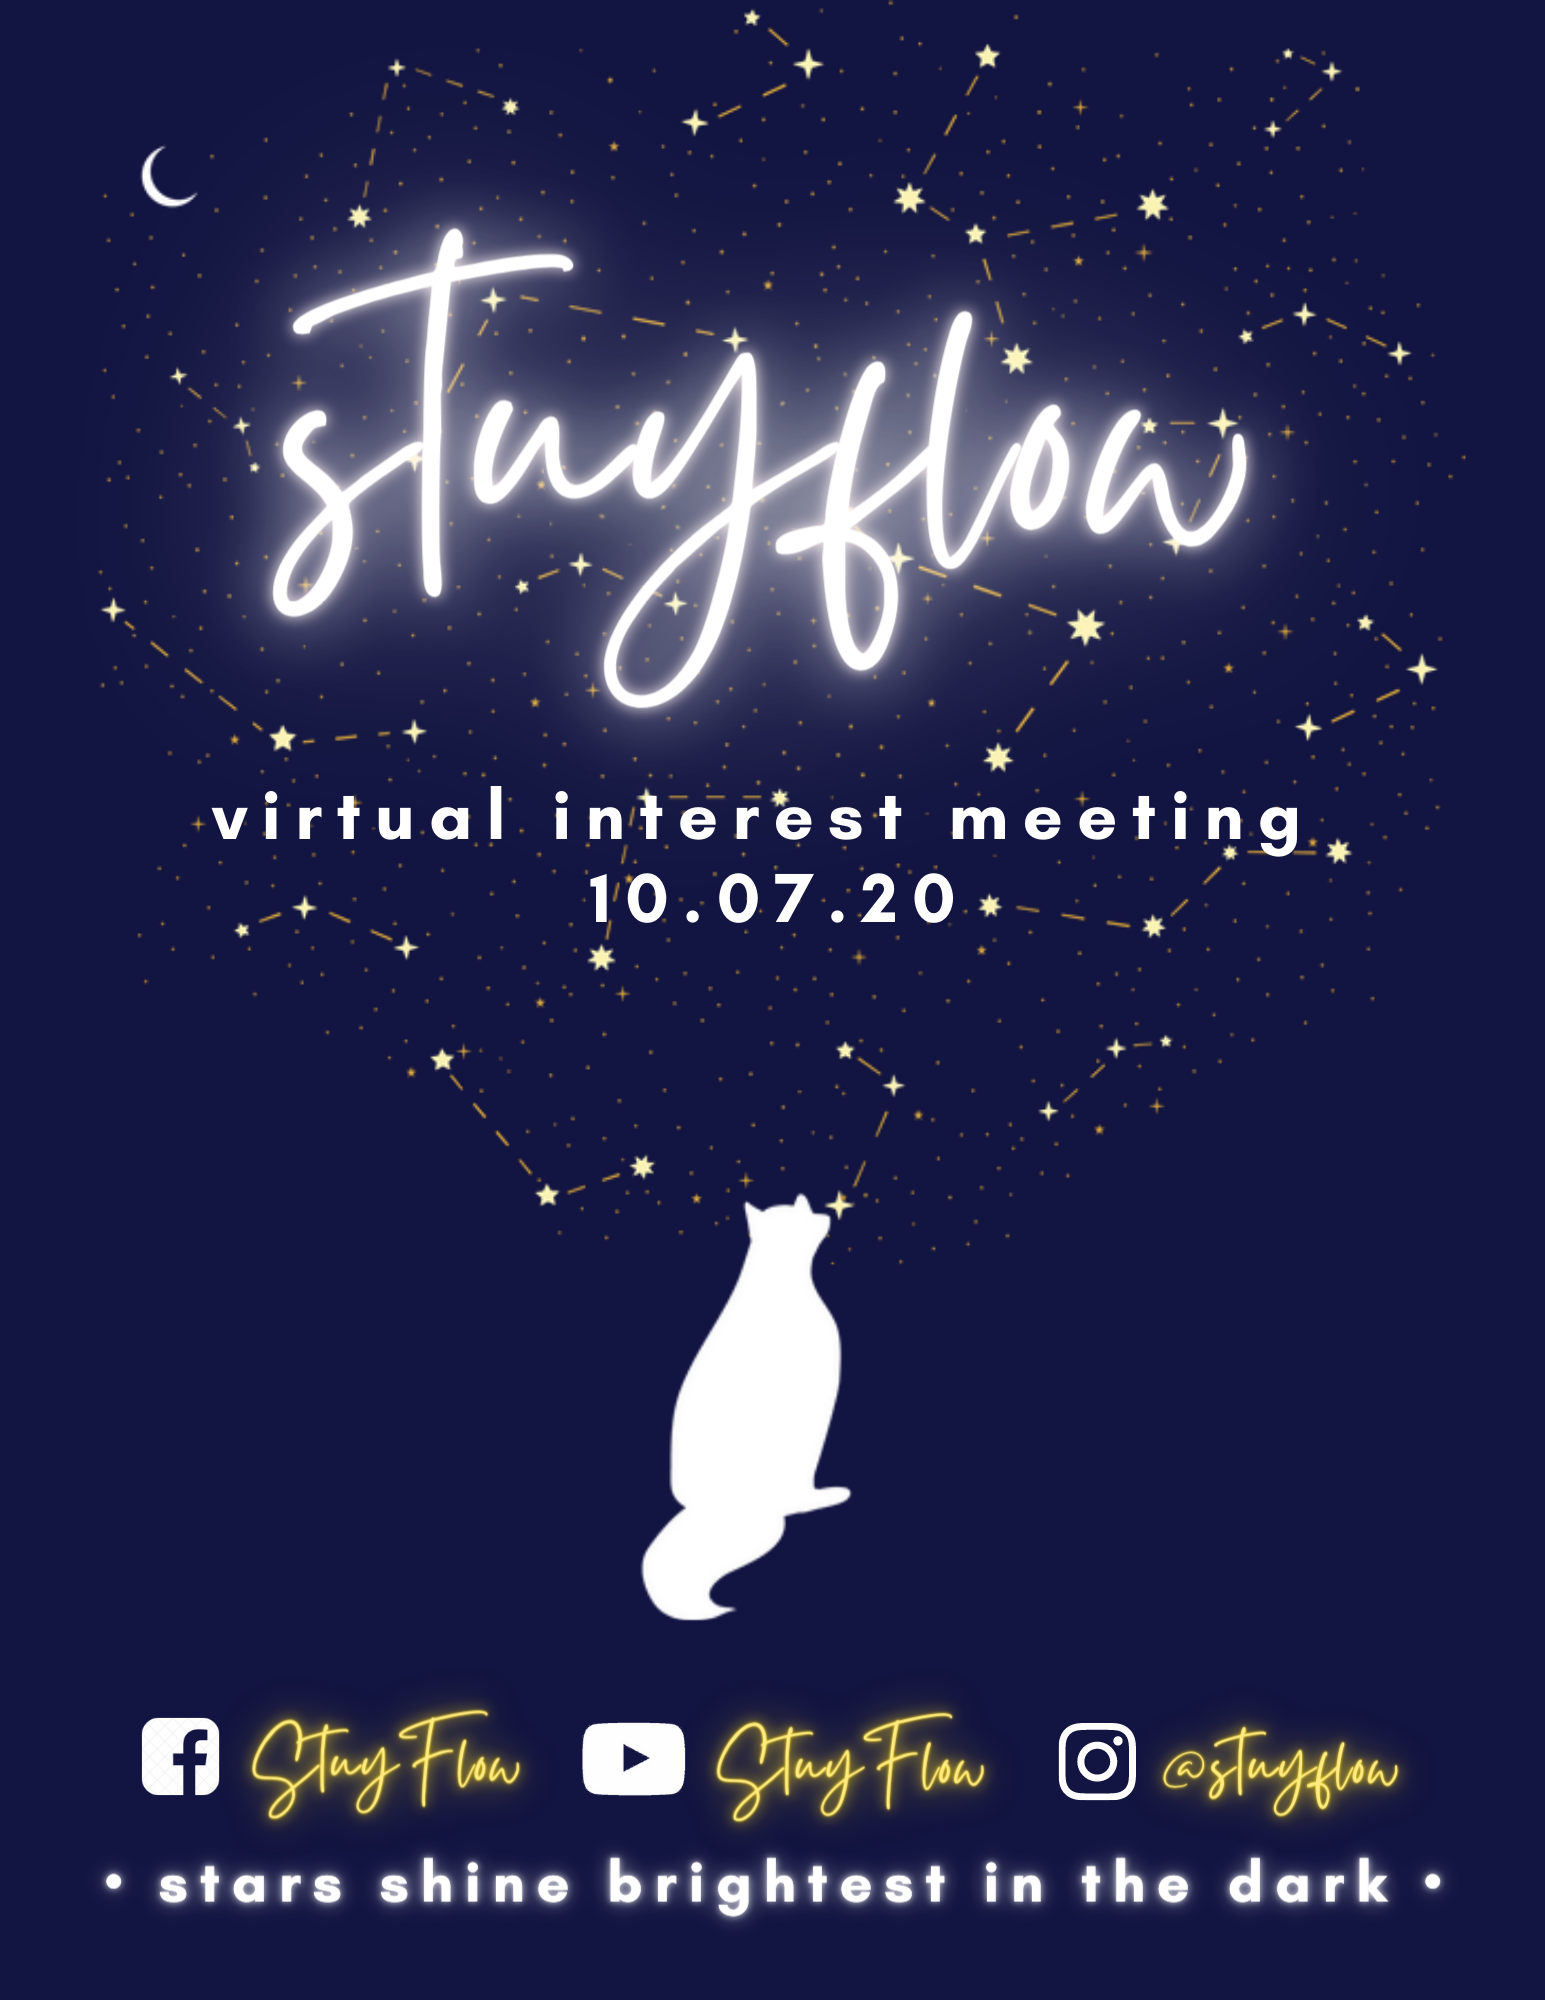 stuyflow
virtual interest meeting
10.07.20
StuyFlow StuyFlow @stuyflow
• stars shine brightest in the dark •